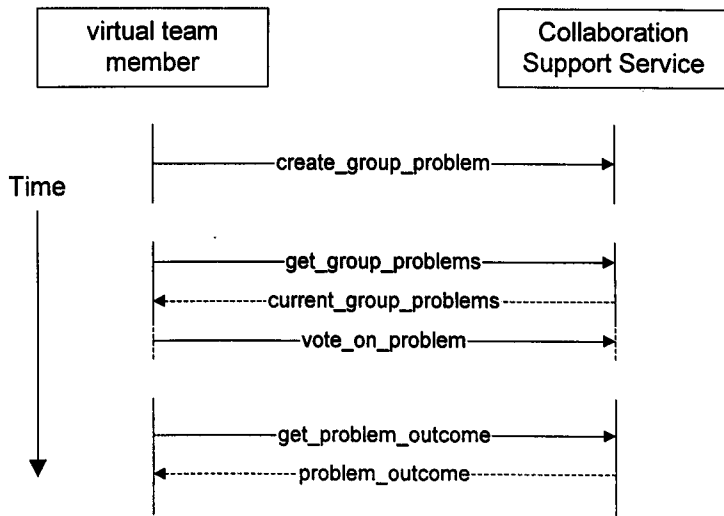 virtual team
member
Collaboration
Support Service
create_group_problem
Time
get_group_problems
current_group_problems
vote_on_problem
get_problem_outcome
problem_outcome